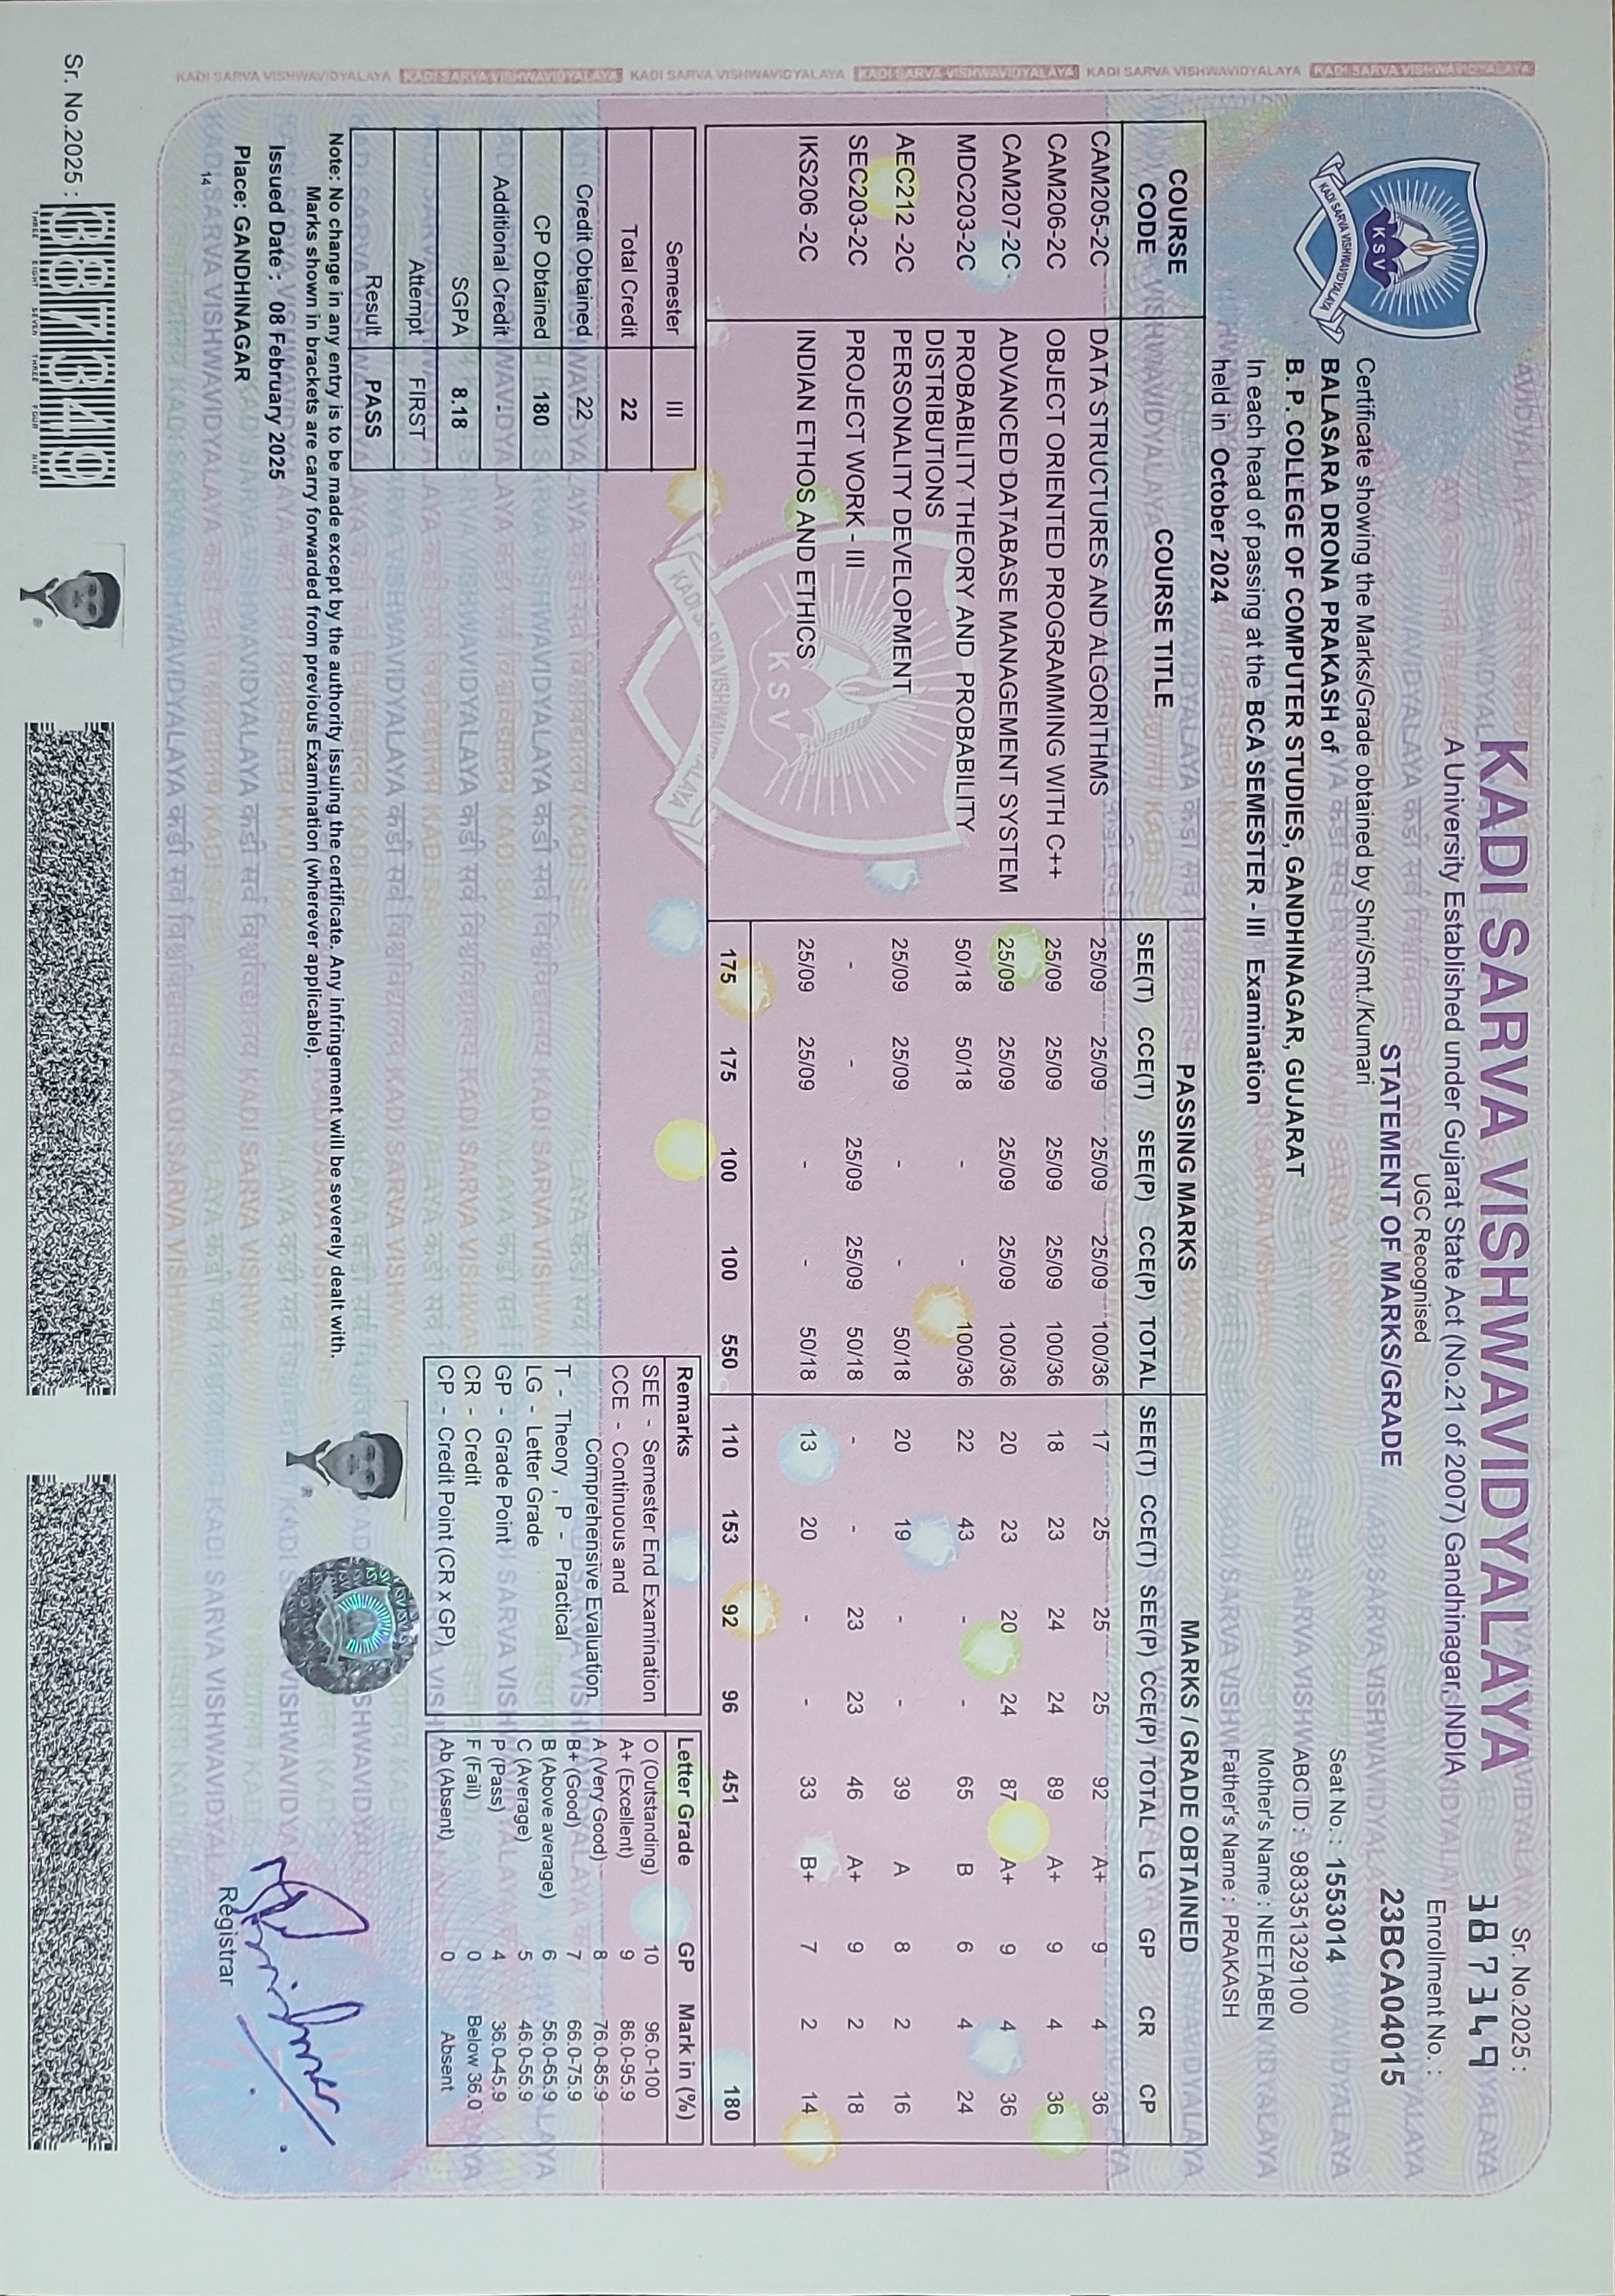 KADI SARVA VISHWAVIDYALAYA
A University Established under Gujarat State Act (No.21 of 2007) Gandhinagar, INDIA
UGC Recognised
STATEMENT OF MARKS/GRADE
Sr. No.2025 :
387349
Enrollment No. :
23BCA04015
KSV
KADI SARVA VISHWAVIDYALAYA
Certificate showing the Marks/Grade obtained by Shri/Smt./Kumari
BALASARA DRONA PRAKASH of
B. P. COLLEGE OF COMPUTER STUDIES, GANDHINAGAR, GUJARAT
In each head of passing at the BCA SEMESTER - III Examination
held in October 2024
Seat No. : 1553014
ABC ID : 983351329100
Mother's Name : NEETABEN
Father's Name : PRAKASH
COURSE CODE COURSE TITLE PASSING MARKS MARKS / GRADE OBTAINED
SEE(T) CCE(T) SEE(P) CCE(P) TOTAL SEE(T) CCE(T) SEE(P) CCE(P) TOTAL LG GP CR CP
CAM205-2C DATA STRUCTURES AND ALGORITHMS 25/09 25/09 25/09 25/09 100/36 17 25 25 25 92 A+ 9 4 36
CAM206-2C OBJECT ORIENTED PROGRAMMING WITH C++ 25/09 25/09 25/09 25/09 100/36 18 23 24 24 89 A+ 9 4 36
CAM207-2C ADVANCED DATABASE MANAGEMENT SYSTEM 25/09 25/09 25/09 25/09 100/36 20 23 20 24 87 A+ 9 4 36
MDC203-2C PROBABILITY THEORY AND PROBABILITY 50/18 50/18 - - 100/36 22 43 - - 65 B 6 4 24
DISTRIBUTIONS
AEC212 -2C PERSONALITY DEVELOPMENT 25/09 25/09 - - 50/18 20 19 - - 39 A 8 2 16
SEC203-2C PROJECT WORK - III - - 25/09 25/09 50/18 - - 23 23 46 A+ 9 2 18
IKS206 -2C INDIAN ETHOS AND ETHICS 25/09 25/09 - - 50/18 13 20 - - 33 B+ 7 2 14
175 175 100 100 550 110 153 92 96 451 180
Semester III
Total Credit 22
Credit Obtained 22
CP Obtained 180
Additional Credit -
SGPA 8.18
Attempt FIRST
Result PASS
Remarks
SEE - Semester End Examination
CCE - Continuous and
Comprehensive Evaluation
T - Theory , P - Practical
LG - Letter Grade
GP - Grade Point
CR - Credit
CP - Credit Point (CR x GP)
Letter Grade GP Mark in (%)
O (Outstanding) 10 96.0-100
A+ (Excellent) 9 86.0-95.9
A (Very Good) 8 76.0-85.9
B+ (Good) 7 66.0-75.9
B (Above average) 6 56.0-65.9
C (Average) 5 46.0-55.9
P (Pass) 4 36.0-45.9
F (Fail) 0 Below 36.0
Ab (Absent) 0 Absent
Note: No change in any entry is to be made except by the authority issuing the certificate. Any infringement will be severely dealt with.
Marks shown in brackets are carry forwarded from previous Examination (wherever applicable).
Issued Date : 08 February 2025
Place: GANDHINAGAR
14
Registrar
Sr. No.2025 : 387349
THREE EIGHT SEVEN THREE FOUR NINE